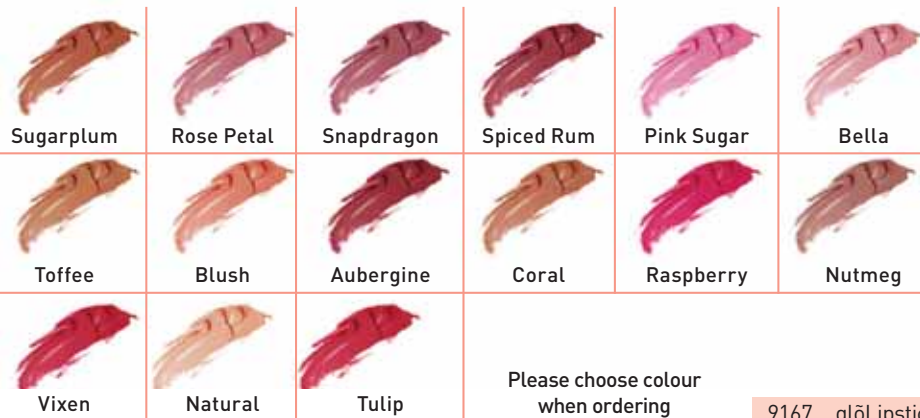 Sugarplum Rose Petal Snapdragon Spiced Rum Pink Sugar Bella
Toffee Blush Aubergine Coral Raspberry Nutmeg
Vixen Natural Tulip
Please choose colour
when ordering
9167 glõLipstic